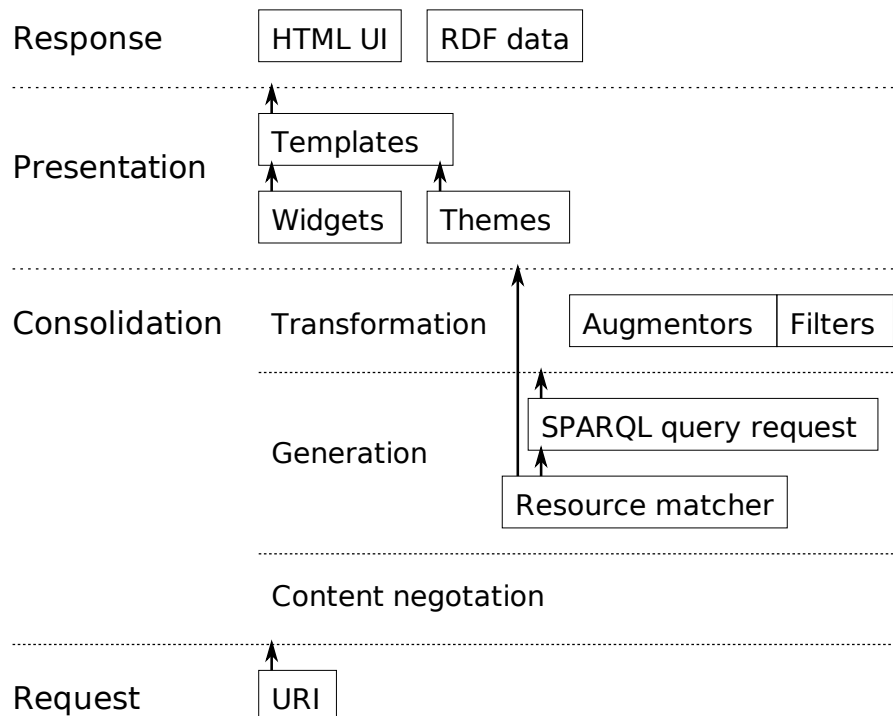 Response
HTML UI
RDF data
Presentation
Templates
Widgets
Themes
Consolidation
Transformation
Augmentors
Filters
Generation
SPARQL query request
Resource matcher
Content negotation
Request
URI